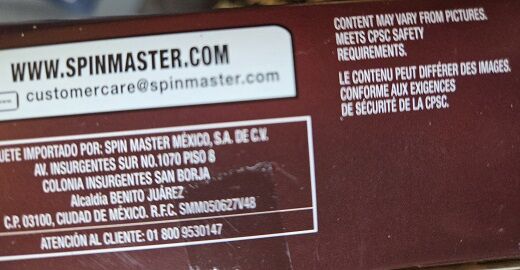 WWW.SPINMASTER.COM
customercare@spinmaster.com
IMPORTADO POR: SPIN MASTER MÉXICO, S.A. DE C.V.
AV. INSURGENTES SUR NO.1070 PISO 8
COLONIA INSURGENTES SAN BORJA
Alcaldia BENITO JUÁREZ
C.P. 03100, CIUDAD DE MÉXICO. R.F.C. SMM050627V48
ATENCIÓN AL CLIENTE: 01 800 9530147
CONTENT MAY VARY FROM PICTURES.
MEETS CPSC SAFETY
REQUIREMENTS.
LE CONTENU PEUT DIFFÉRER DES IMAGES.
CONFORME AUX EXIGENCES
DE SÉCURITÉ DE LA CPSC.